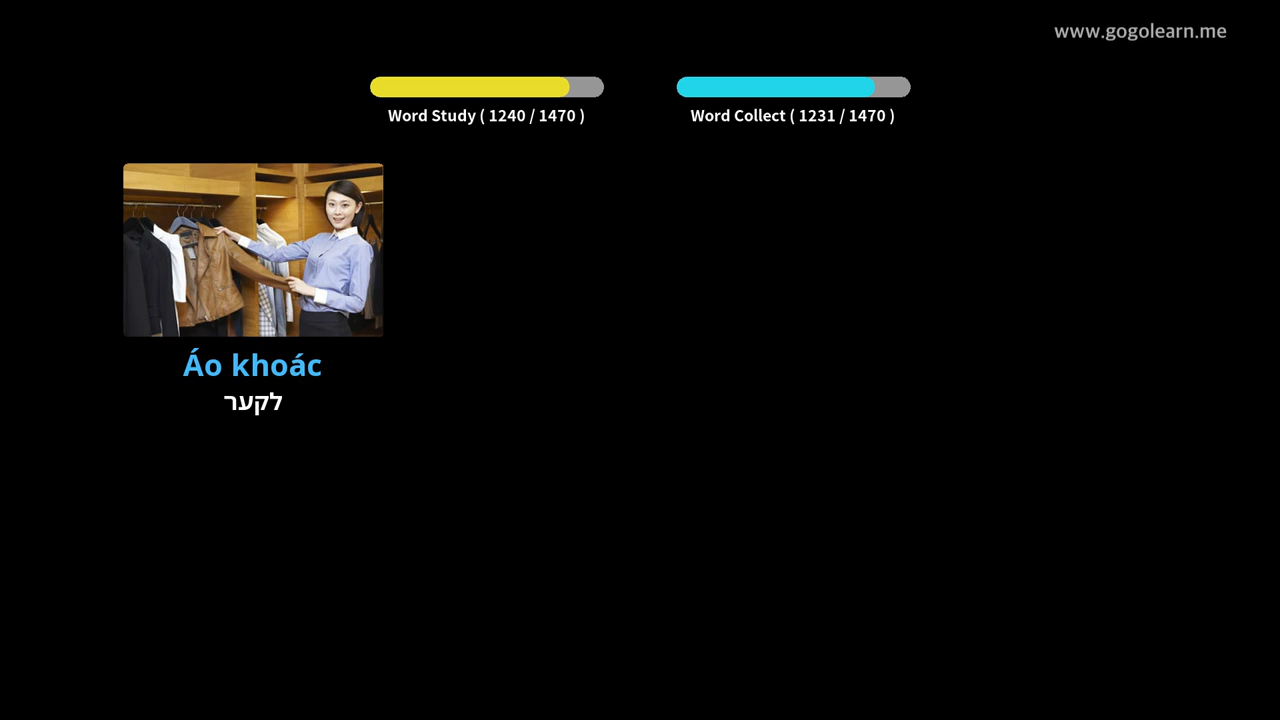 www.gogolearn.me
Word Study ( 1240 / 1470 )
Word Collect ( 1231 / 1470 )
Áo khoác
לקער